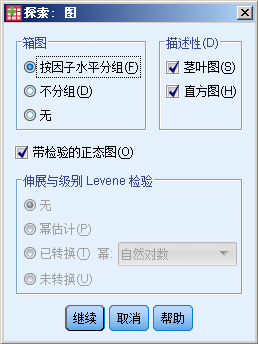 探索: 图
箱图
按因子水平分组(F)
不分组(D)
无
描述性(D)
茎叶图(S)
直方图(H)
带检验的正态图(O)
伸展与级别 Levene 检验
无
幂估计(P)
已转换(T) 幂: 自然对数
未转换(U)
继续 取消 帮助